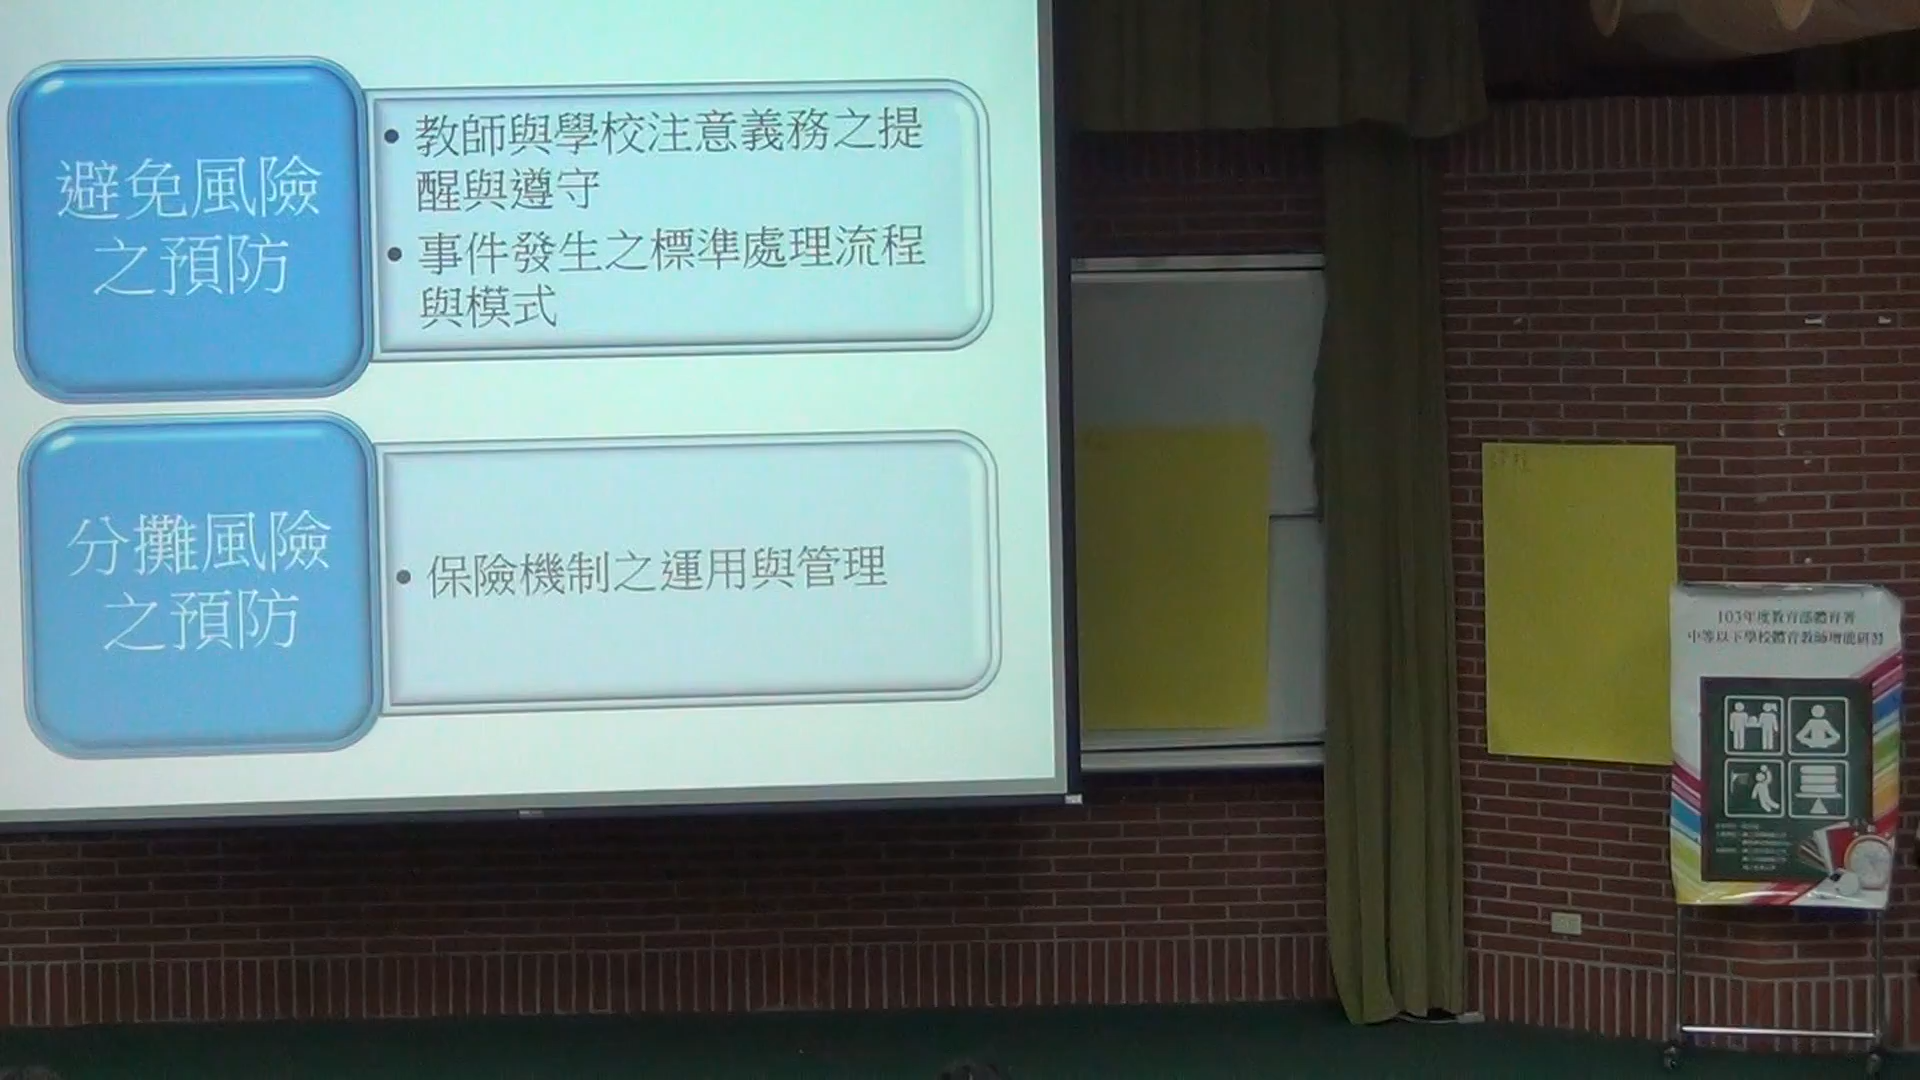 避免風險
之預防
• 教師與學校注意義務之提
醒與遵守
• 事件發生之標準處理流程
與模式
分攤風險
之預防
• 保險機制之運用與管理
103年度教育部體育署
中等以下學校體育教師增能研習